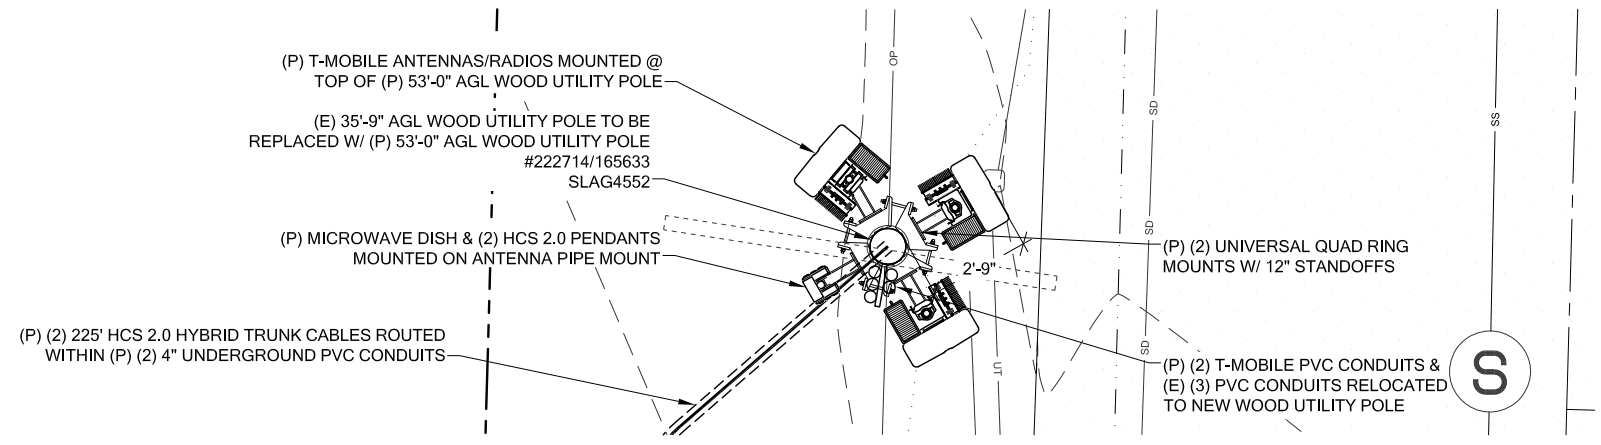 (P) T-MOBILE ANTENNAS/RADIOS MOUNTED @
TOP OF (P) 53'-0" AGL WOOD UTILITY POLE
(E) 35'-9" AGL WOOD UTILITY POLE TO BE
REPLACED W/ (P) 53'-0" AGL WOOD UTILITY POLE
#222714/165633
SLAG4552
(P) MICROWAVE DISH & (2) HCS 2.0 PENDANTS
MOUNTED ON ANTENNA PIPE MOUNT
(P) (2) 225' HCS 2.0 HYBRID TRUNK CABLES ROUTED
WITHIN (P) (2) 4" UNDERGROUND PVC CONDUITS
OP
SD
SS
SD
2'-9"
(P) (2) UNIVERSAL QUAD RING
MOUNTS W/ 12" STANDOFFS
SD
UT
(P) (2) T-MOBILE PVC CONDUITS &
(E) (3) PVC CONDUITS RELOCATED
TO NEW WOOD UTILITY POLE
S